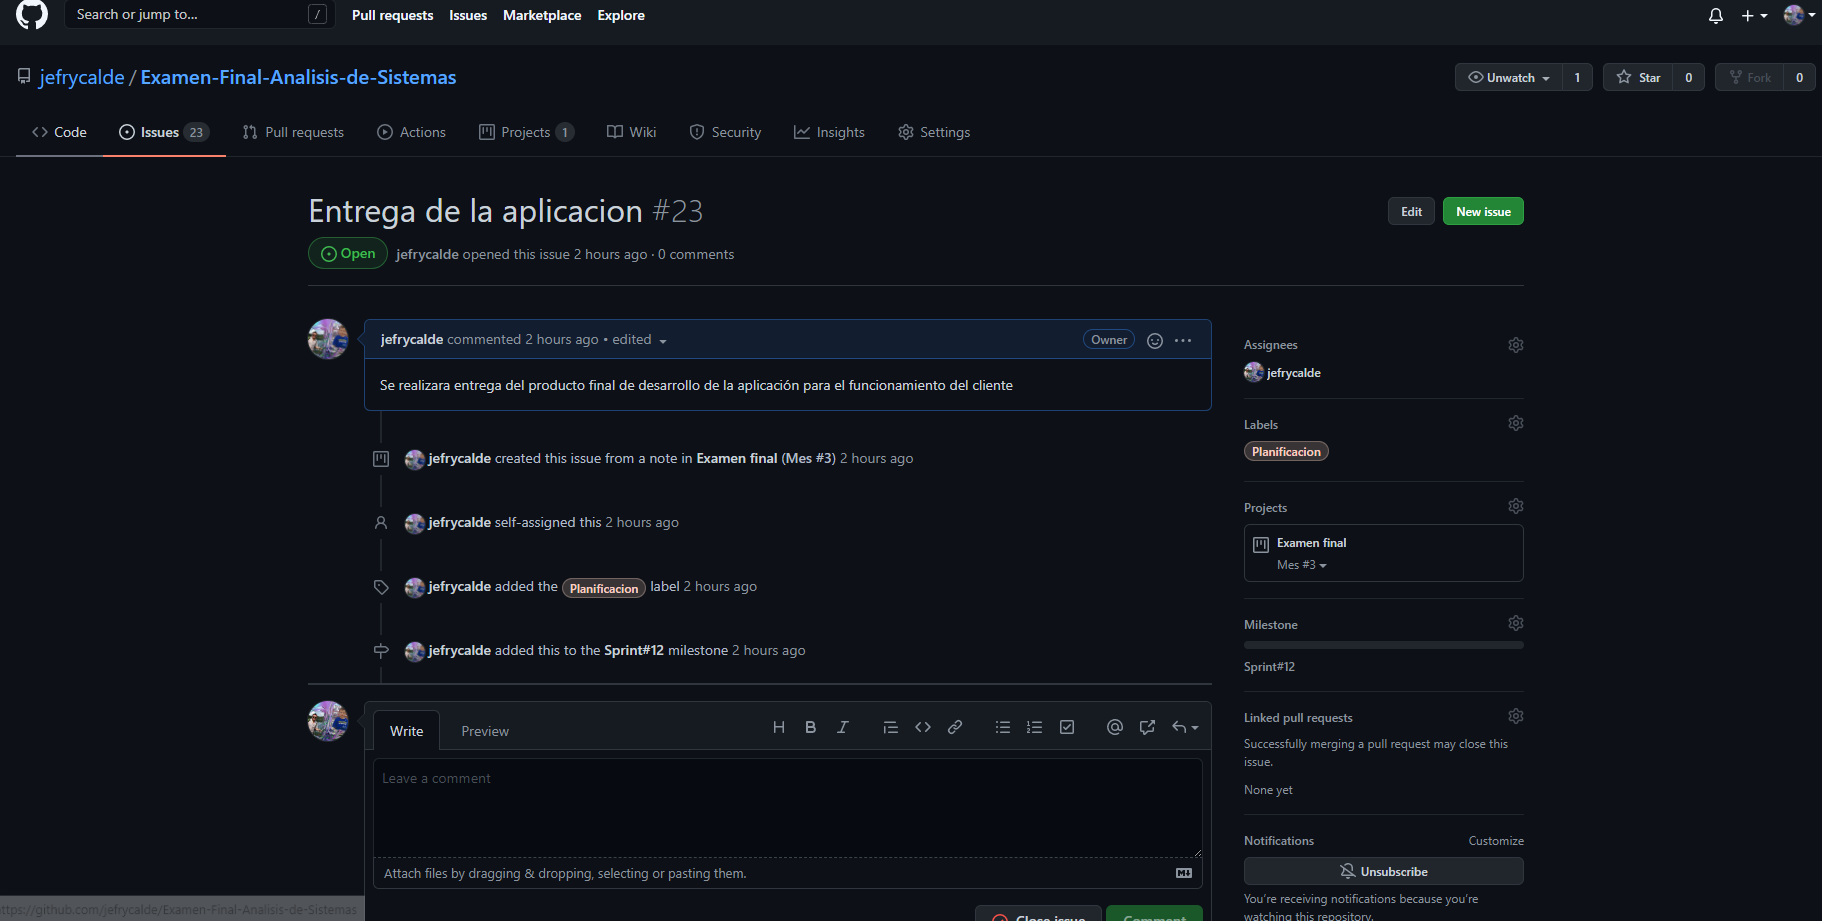 Search or jump to... /
Pull requests Issues Marketplace Explore
jefrycalde / Examen-Final-Analisis-de-Sistemas
Unwatch 1 Star 0 Fork 0
Code Issues 23 Pull requests Actions Projects 1 Wiki Security Insights Settings
Entrega de la aplicacion #23
Edit New issue
Open jefrycalde opened this issue 2 hours ago · 0 comments
jefrycalde commented 2 hours ago • edited
Owner
Se realizara entrega del producto final de desarrollo de la aplicación para el funcionamiento del cliente
jefrycalde created this issue from a note in Examen final (Mes #3) 2 hours ago
jefrycalde self-assigned this 2 hours ago
jefrycalde added the Planificacion label 2 hours ago
jefrycalde added this to the Sprint#12 milestone 2 hours ago
Write Preview
Leave a comment
Attach files by dragging & dropping, selecting or pasting them.
Close issue Comment
Assignees
jefrycalde
Labels
Planificacion
Projects
Examen final
Mes #3
Milestone
Sprint#12
Linked pull requests
Successfully merging a pull request may close this
issue.
None yet
Notifications Customize
Unsubscribe
You're receiving notifications because you're
watching this repository.
ttps://github.com/jefrycalde/Examen-Final-Analisis-de-Sistemas